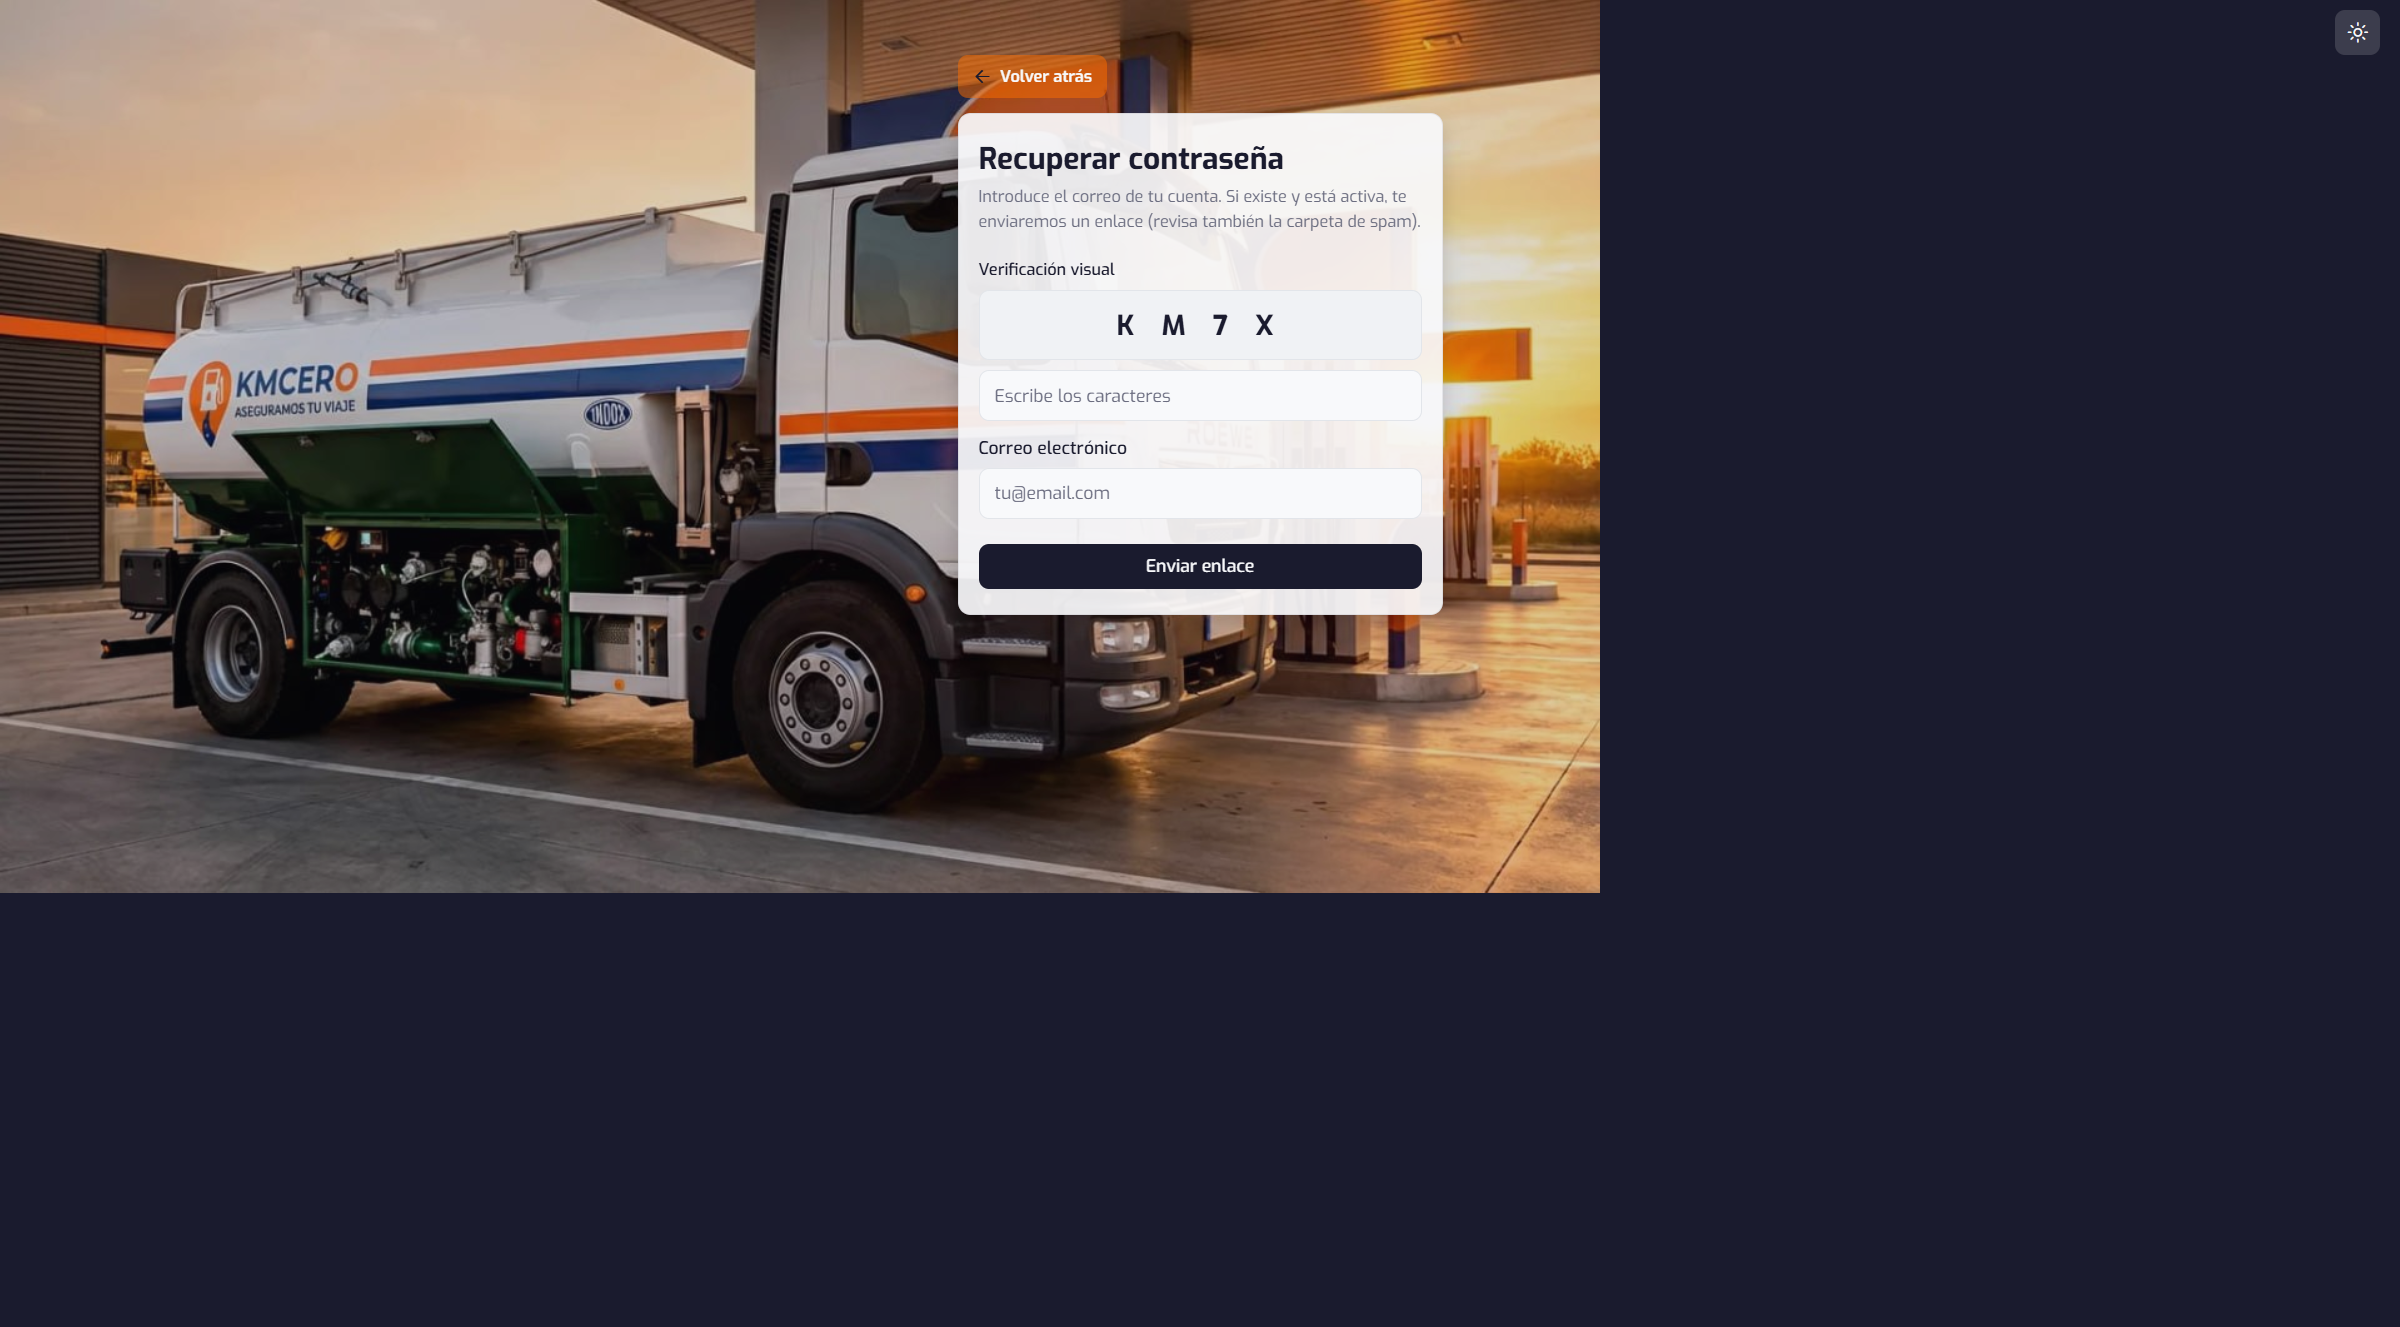 Volver atrás
Recuperar contraseña
Introduce el correo de tu cuenta. Si existe y está activa, te
enviaremos un enlace (revisa también la carpeta de spam).
Verificación visual
K M 7 X
Escribe los caracteres
Correo electrónico
tu@email.com
Enviar enlace
KMCERO
ASEGURAMOS TU VIAJE
INOOX
ROEWE